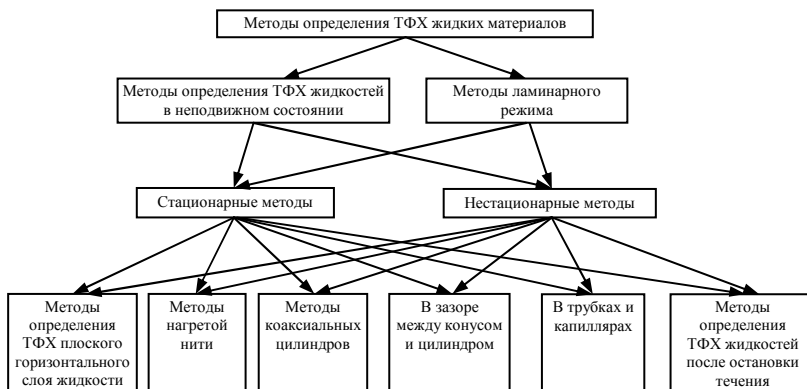 Методы определения ТФХ жидких материалов
Методы определения ТФХ жидкостей
в неподвижном состоянии
Методы ламинарного
режима
Стационарные методы
Нестационарные методы
Методы
определения
ТФХ плоского
горизонтального
слоя жидкости
Методы
нагретой
нити
Методы
коаксиальных
цилиндров
В зазоре
между конусом
и цилиндром
В трубках и
капиллярах
Методы
определения
ТФХ жидкостей
после остановки
течения